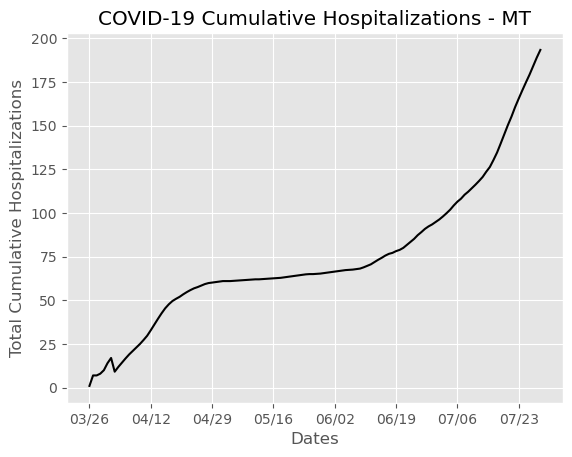 COVID-19 Cumulative Hospitalizations - MT
Total Cumulative Hospitalizations
200
175
150
125
100
75
50
25
0
03/26 04/12 04/29 05/16 06/02 06/19 07/06 07/23
Dates